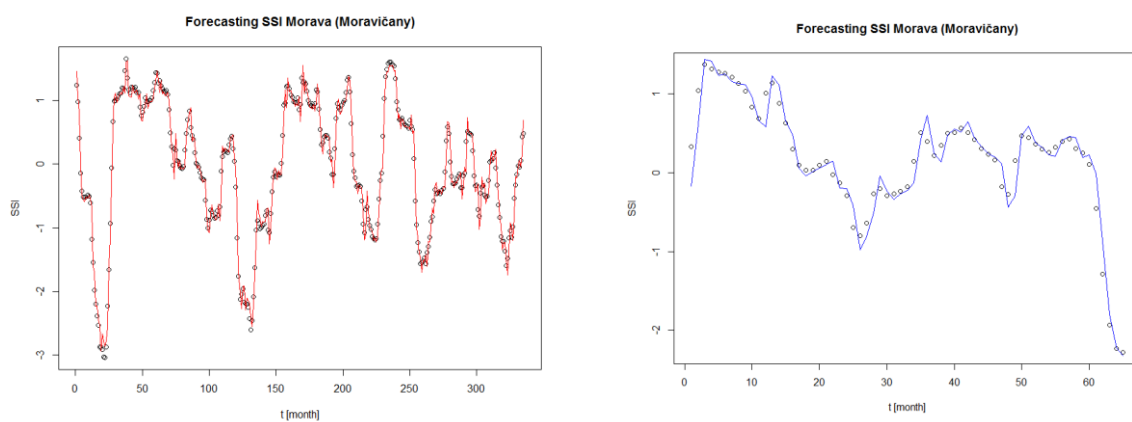 Forecasting SSI Morava (Moravičany)
SSI
1
0
-1
-2
-3
0 50 100 150 200 250 300
t [month]
Forecasting SSI Morava (Moravičany)
SSI
1
0
-1
-2
0 10 20 30 40 50 60
t [month]